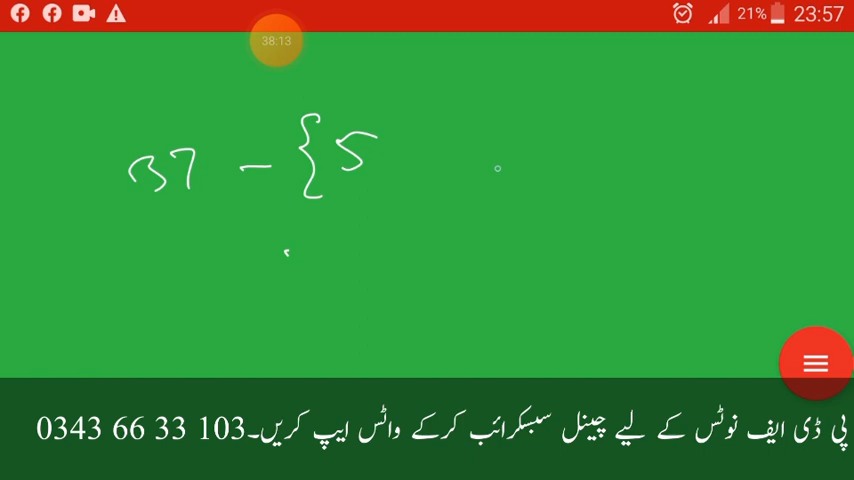 21% 23:57
38:13
37 - { 5
پی ڈی ایف نوٹس کے لیے چینل سبسکرائب کرکے واٹس ایپ کریں۔103 33 66 0343